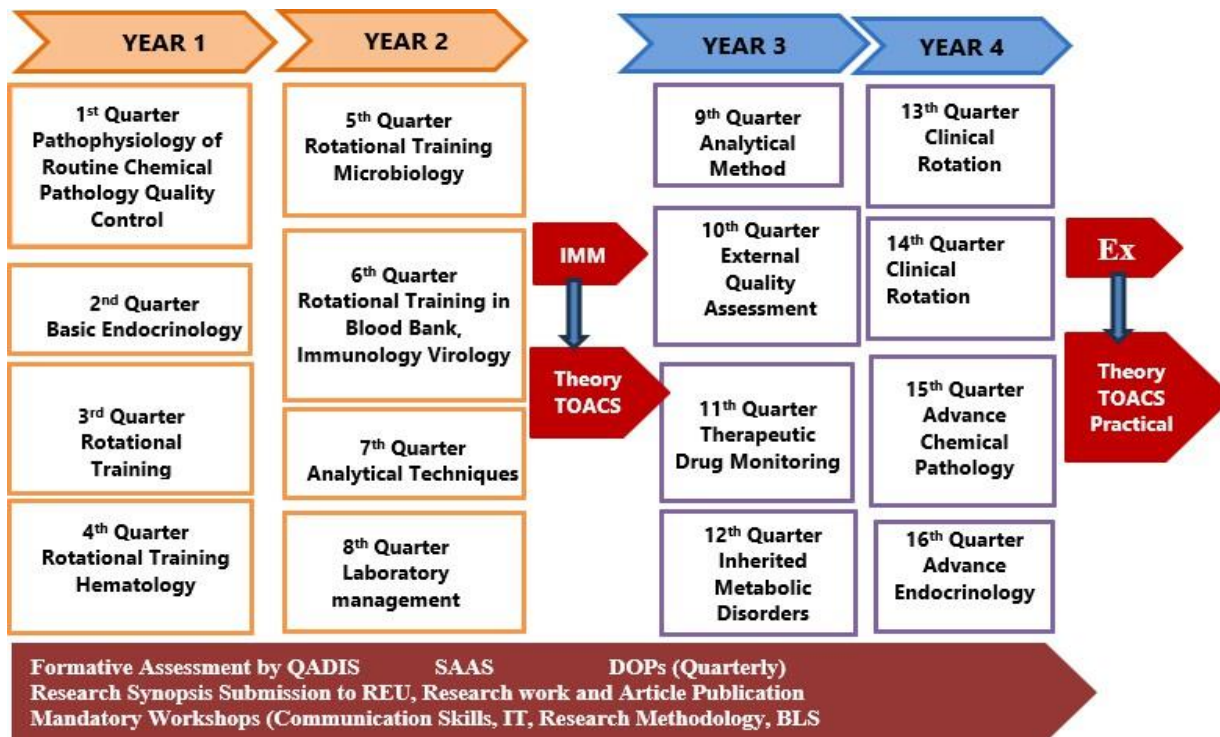 YEAR 1
1st Quarter
Pathophysiology of
Routine Chemical
Pathology Quality
Control
2nd Quarter
Basic Endocrinology
3rd Quarter
Rotational
Training
4th Quarter
Rotational Training
Hematology
YEAR 2
5th Quarter
Rotational Training
Microbiology
6th Quarter
Rotational Training in
Blood Bank,
Immunology Virology
7th Quarter
Analytical Techniques
8th Quarter
Laboratory
management
IMM
Theory
TOACS
YEAR 3
9th Quarter
Analytical
Method
10th Quarter
External
Quality
Assessment
11th Quarter
Therapeutic
Drug Monitoring
12th Quarter
Inherited
Metabolic
Disorders
YEAR 4
13th Quarter
Clinical
Rotation
14th Quarter
Clinical
Rotation
15th Quarter
Advance
Chemical
Pathology
16th Quarter
Advance
Endocrinology
Ex
Theory
TOACS
Practical
Formative Assessment by QADIS SAAS DOPs (Quarterly)
Research Synopsis Submission to REU, Research work and Article Publication
Mandatory Workshops (Communication Skills, IT, Research Methodology, BLS